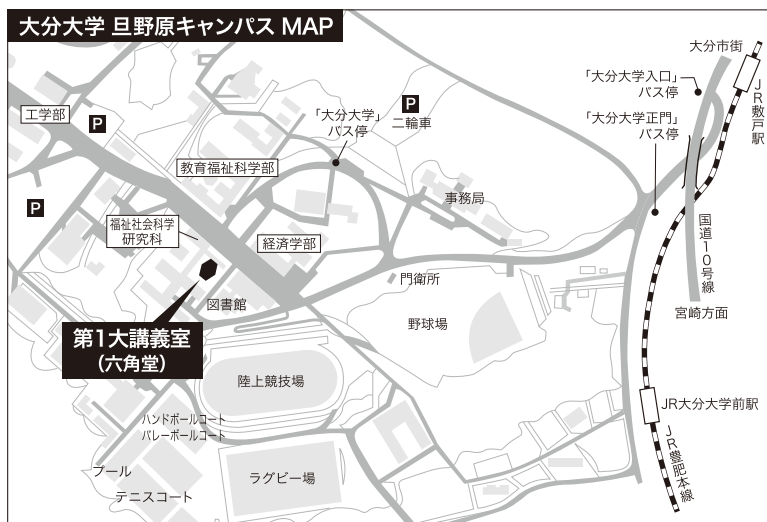 大分大学 旦野原キャンパス MAP
大分市街
「大分大学入口」
バス停
JR敷戸駅
工学部
P
P
二輪車
「大分大学」
バス停
「大分大学正門」
バス停
教育福祉科学部
事務局
P
福祉社会科学
研究科
経済学部
国道10号線
門衛所
図書館
宮崎方面
野球場
第1大講義室
(六角堂)
陸上競技場
JR大分大学前駅
ハンドボールコート
バレーボールコート
JR豊肥本線
プール
ラグビー場
テニスコート